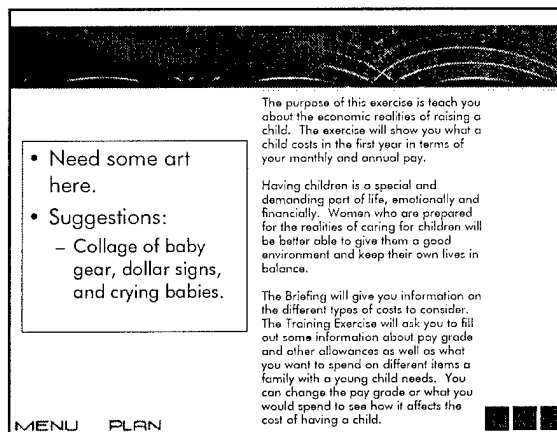 • Need some art
here.
• Suggestions:
– Collage of baby
gear, dollar signs,
and crying babies.
The purpose of this exercise is teach you
about the economic realities of raising a
child. The exercise will show you what a
child costs in the first year in terms of
your monthly and annual pay.
Having children is a special and
demanding part of life, emotionally and
financially. Women who are prepared
for the realities of caring for children will
be better able to give them a good
environment and keep their own lives in
balance.
The Briefing will give you information on
the different types of costs to consider.
The Training Exercise will ask you to fill
out some information about pay grade
and other allowances as well as what
you want to spend on different items a
family with a young child needs. You
can change the pay grade or what you
would spend to see how it affects the
cost of having a child.
MENU PLAN